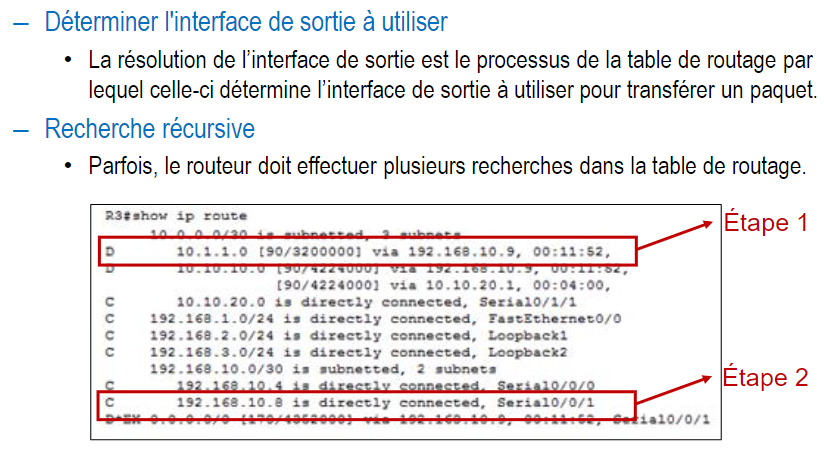 – Déterminer l'interface de sortie à utiliser
• La résolution de l’interface de sortie est le processus de la table de routage par
lequel celle-ci détermine l’interface de sortie à utiliser pour transférer un paquet.
– Recherche récursive
• Parfois, le routeur doit effectuer plusieurs recherches dans la table de routage.
R3#show ip route
10.0.0.0/30 is subnetted, 3 subnets
D 10.1.1.0 [90/3200000] via 192.168.10.9, 00:11:52,
Étape 1
D 10.10.10.0 [90/4224000] via 192.168.10.9, 00:11:52,
[90/4224000] via 10.10.20.1, 00:04:00,
C 10.10.20.0 is directly connected, Serial0/1/1
C 192.168.1.0/24 is directly connected, FastEthernet0/0
C 192.168.2.0/24 is directly connected, Loopback1
C 192.168.3.0/24 is directly connected, Loopback2
192.168.10.0/30 is subnetted, 2 subnets
C 192.168.10.4 is directly connected, Serial0/0/0
Étape 2
C 192.168.10.8 is directly connected, Serial0/0/1
D*EX 0.0.0.0/0 [170/4852000] via 192.168.10.9, 00:11:52, Serial0/0/1